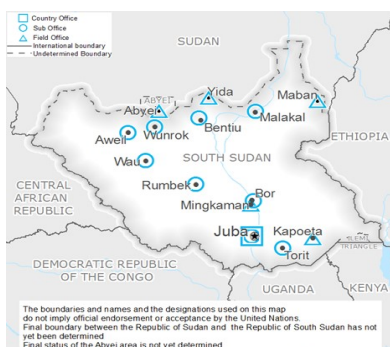 Country Office
Sub Office
Field Office
International boundary
Undetermined Boundary
SUDAN
Yida
Maban
ABYEI
Abyei
Bentiu
Malakal
Wunrok
Aweil
ETHIOPIA
Wau
SOUTH SUDAN
Rumbek
Bor
CENTRAL
AFRICAN
REPUBLIC
Mingkaman
Juba
Kapoeta
ILEMI
TRIANGLE
Torit
DEMOCRATIC REPUBLIC
OF THE CONGO
UGANDA
KENYA
The boundaries and names and the designations used on this map
do not imply official endorsement or acceptance by the United Nations.
Final boundary between the Republic of Sudan and the Republic of South Sudan has not
yet been determined
Final status of the Abyei area is not yet determined